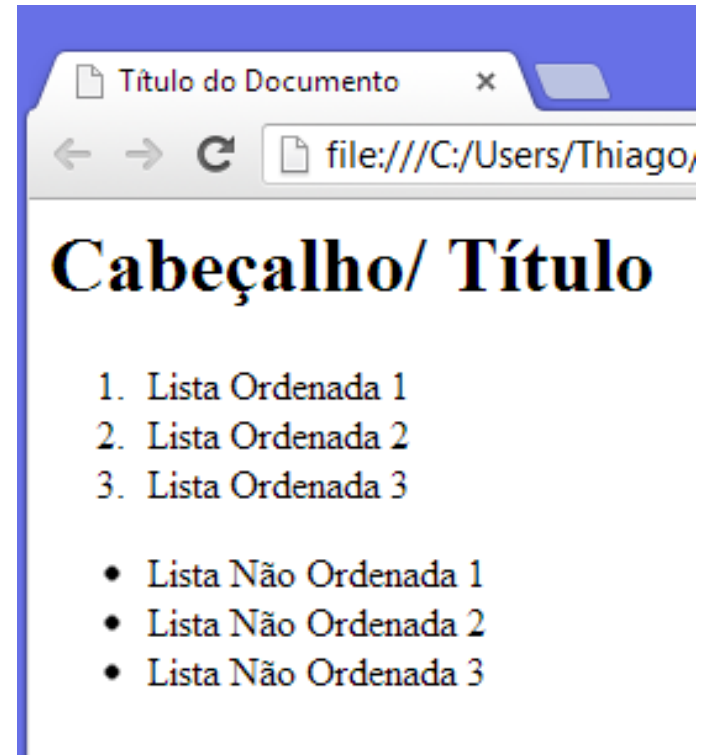 Título do Documento
file:///C:/Users/Thiago/
Cabeçalho/ Título
1. Lista Ordenada 1
2. Lista Ordenada 2
3. Lista Ordenada 3
• Lista Não Ordenada 1
• Lista Não Ordenada 2
• Lista Não Ordenada 3